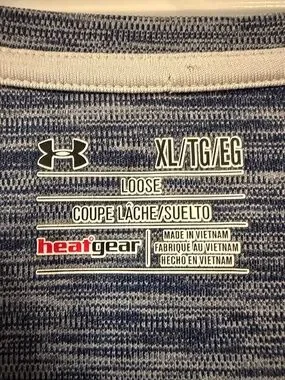 XL/TG/EG
LOOSE
COUPE LÂCHE/SUELTO
heatgear
MADE IN VIETNAM
FABRIQUÉ AU VIETNAM
HECHO EN VIETNAM